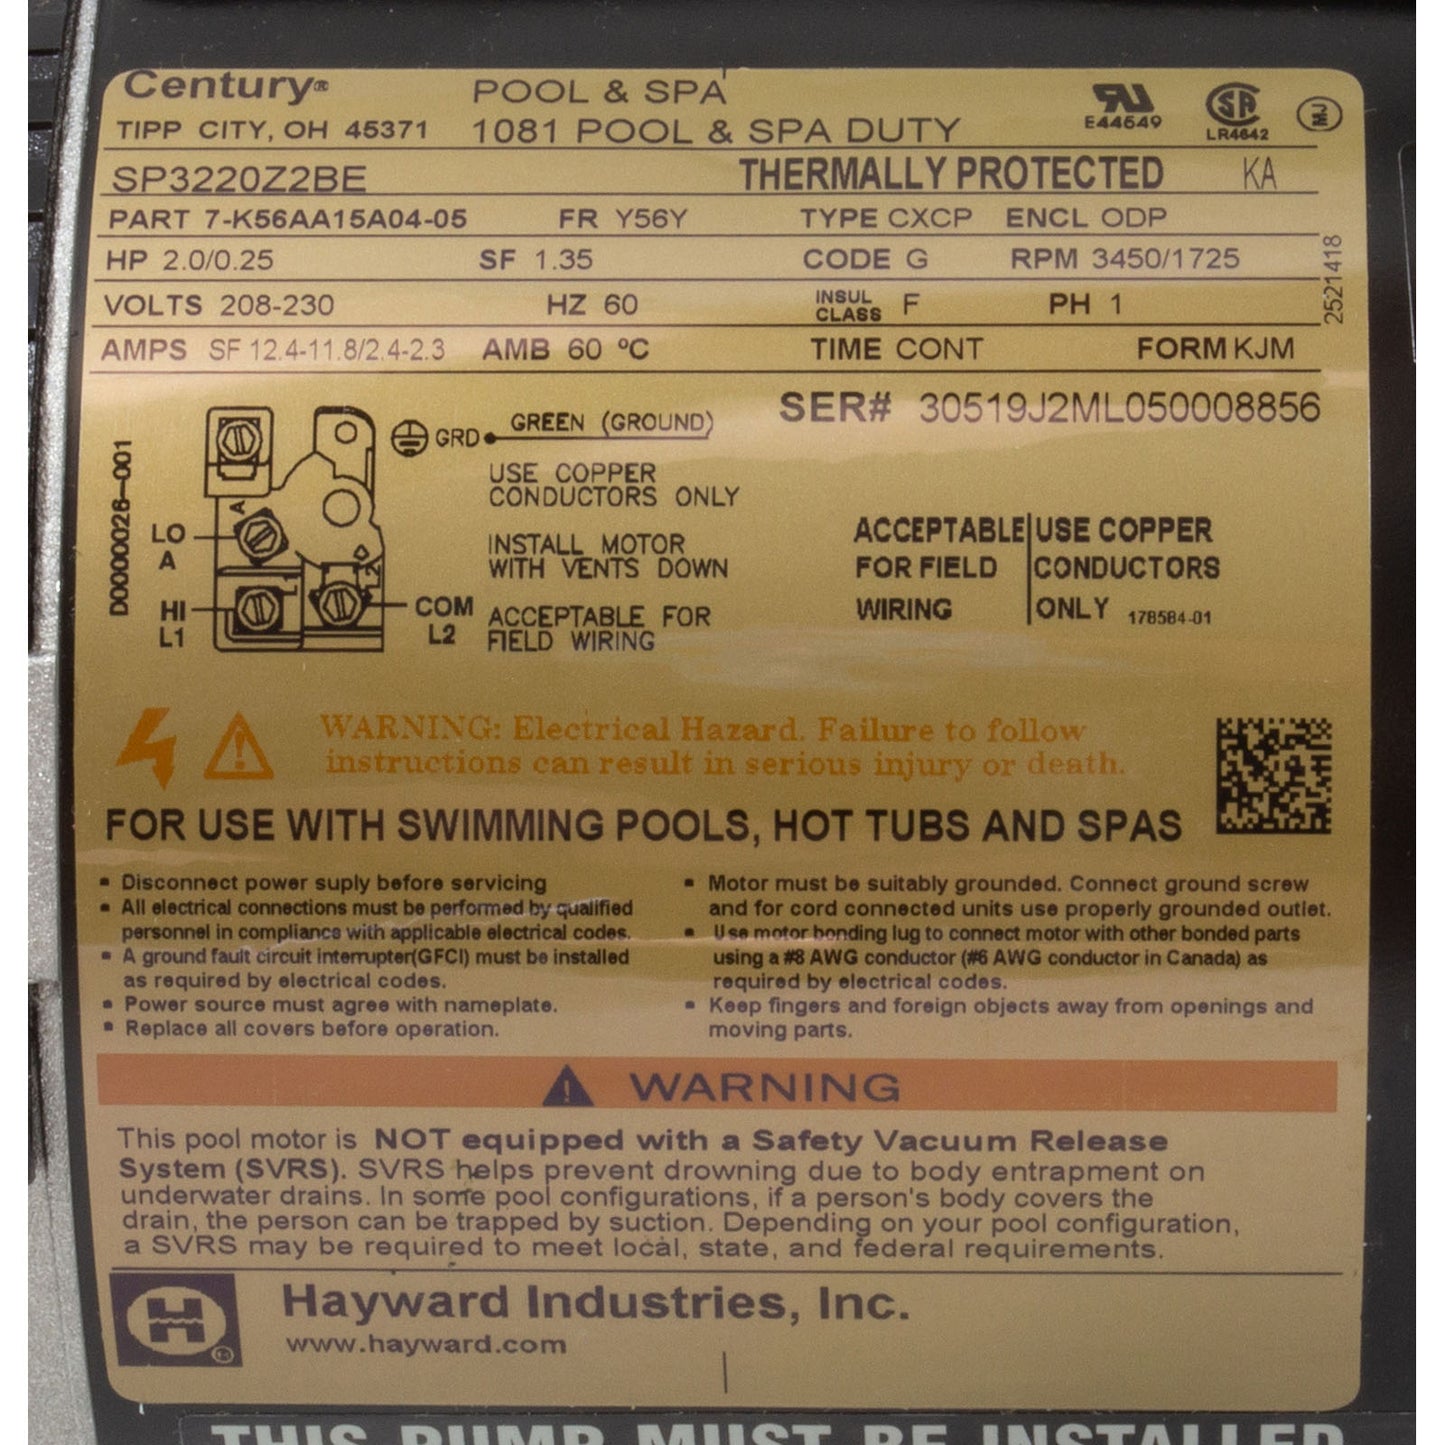 Century® POOL & SPA
TIPP CITY, OH 45371 1081 POOL & SPA DUTY
E44649 LR4642 MJ
SP3220Z2BE THERMALLY PROTECTED KA
PART 7-K56AA15A04-05 FR Y56Y TYPE CXCP ENCL ODP
HP 2.0/0.25 SF 1.35 CODE G RPM 3450/1725
VOLTS 208-230 HZ 60 INSUL CLASS F PH 1
AMPS SF 12.4-11.8/2.4-2.3 AMB 60 ºC TIME CONT FORM KJM
2521418
SER# 30519J2ML050008856
D000026-001
GRD GREEN (GROUND)
USE COPPER
CONDUCTORS ONLY
INSTALL MOTOR
WITH VENTS DOWN
ACCEPTABLE FOR
FIELD WIRING
LO
A
HI
L1
COM
L2
A
L1
L2
ACCEPTABLE USE COPPER
FOR FIELD CONDUCTORS
WIRING ONLY 178584-01
WARNING: Electrical Hazard. Failure to follow
instructions can result in serious injury or death.
FOR USE WITH SWIMMING POOLS, HOT TUBS AND SPAS
▪ Disconnect power suply before servicing
▪ All electrical connections must be performed by qualified
personnel in compliance with applicable electrical codes.
▪ A ground fault circuit interrupter(GFCI) must be installed
as required by electrical codes.
▪ Power source must agree with nameplate.
▪ Replace all covers before operation.
▪ Motor must be suitably grounded. Connect ground screw
and for cord connected units use properly grounded outlet.
▪ Use motor bonding lug to connect motor with other bonded parts
using a #8 AWG conductor (#6 AWG conductor in Canada) as
required by electrical codes.
▪ Keep fingers and foreign objects away from openings and
moving parts.
WARNING
This pool motor is NOT equipped with a Safety Vacuum Release
System (SVRS). SVRS helps prevent drowning due to body entrapment on
underwater drains. In some pool configurations, if a person's body covers the
drain, the person can be trapped by suction. Depending on your pool configuration,
a SVRS may be required to meet local, state, and federal requirements.
H Hayward Industries, Inc.
www.hayward.com
THIS PUMP MUST BE INSTALLED